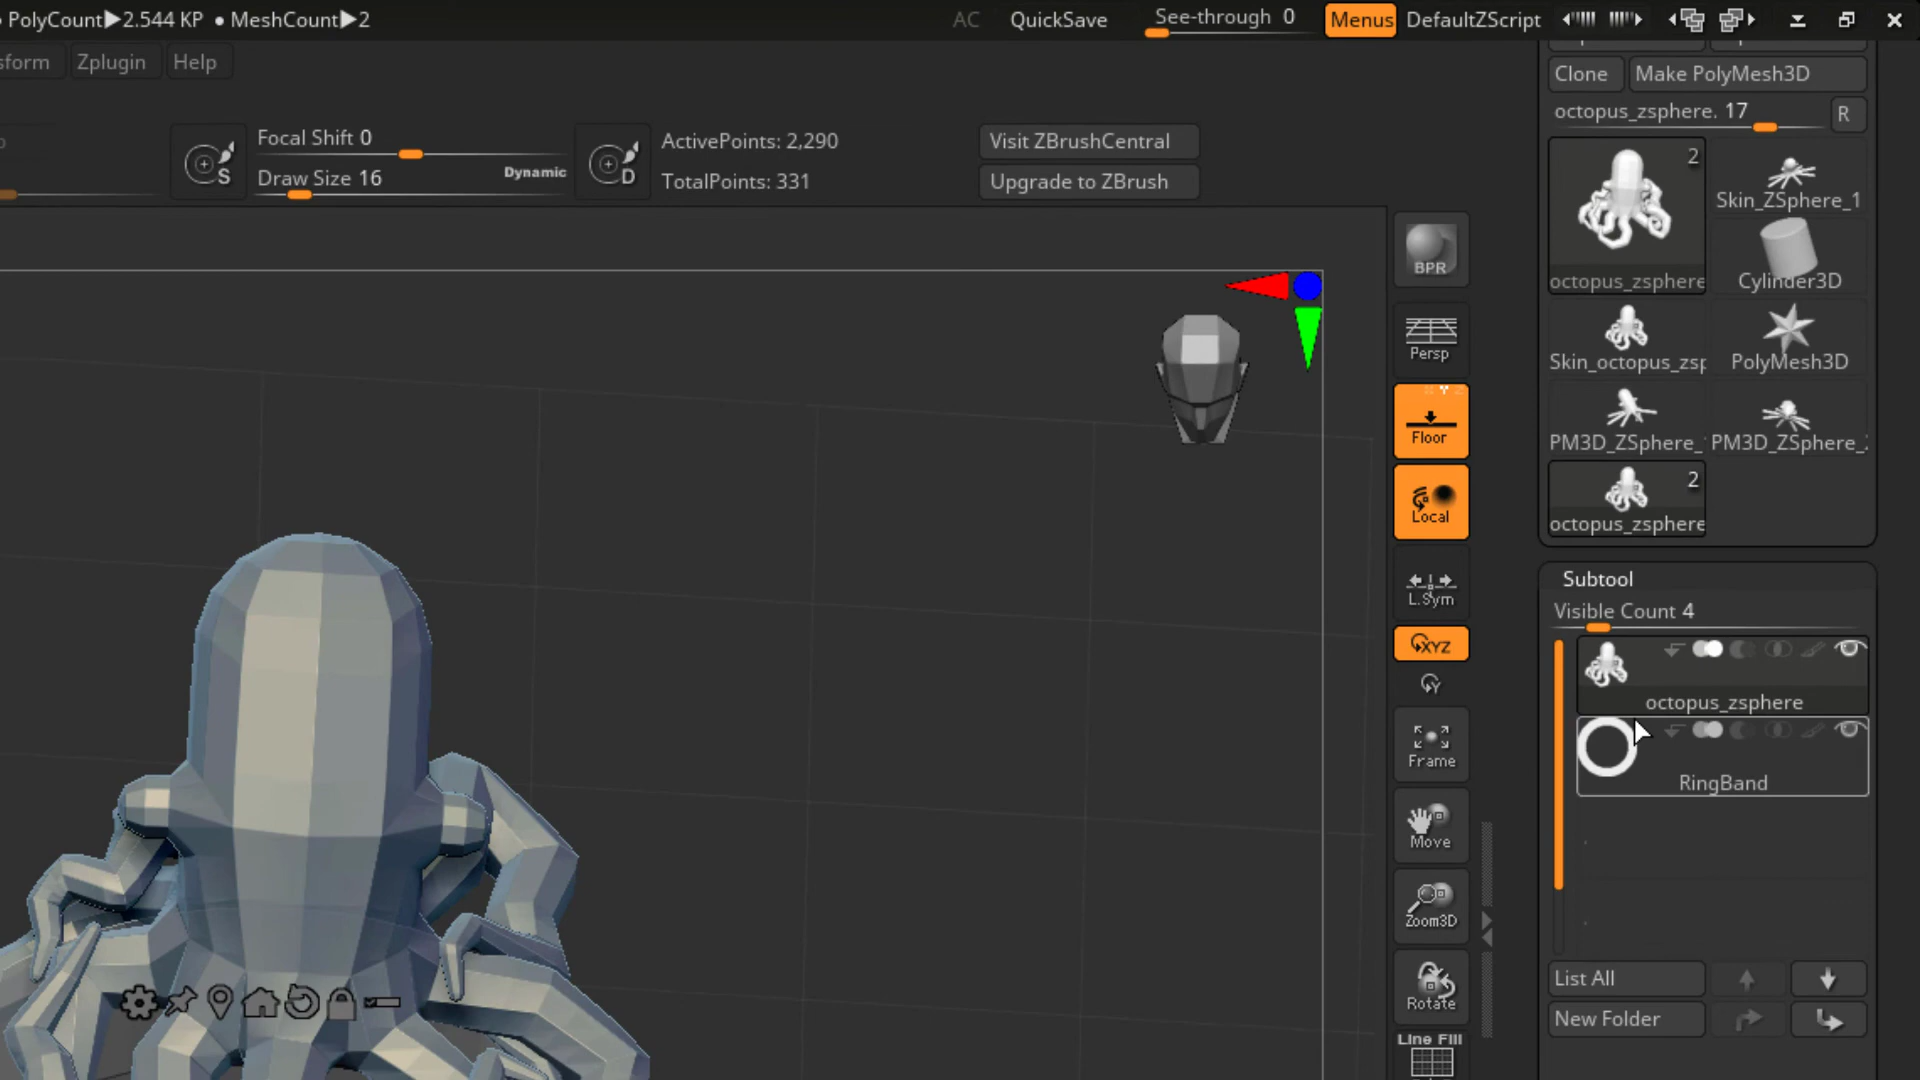 PolyCount▶2.544 KP • MeshCount▶2
AC QuickSave See-through 0 Menus DefaultZScript
Zplugin Help
Clone Make PolyMesh3D
octopus_zsphere. 17 R
Focal Shift 0
Draw Size 16 Dynamic
S
D
ActivePoints: 2,290
TotalPoints: 331
Visit ZBrushCentral
Upgrade to ZBrush
2
octopus_zsphere
Skin_ZSphere_1
Cylinder3D
Skin_octopus_zsp
PolyMesh3D
PM3D_ZSphere_
PM3D_ZSphere_
2
octopus_zsphere
BPR
Persp
Floor
Local
L.Sym
XYZ
Y
Frame
Move
Zoom3D
Rotate
Line Fill
Subtool
Visible Count 4
octopus_zsphere
RingBand
List All
New Folder